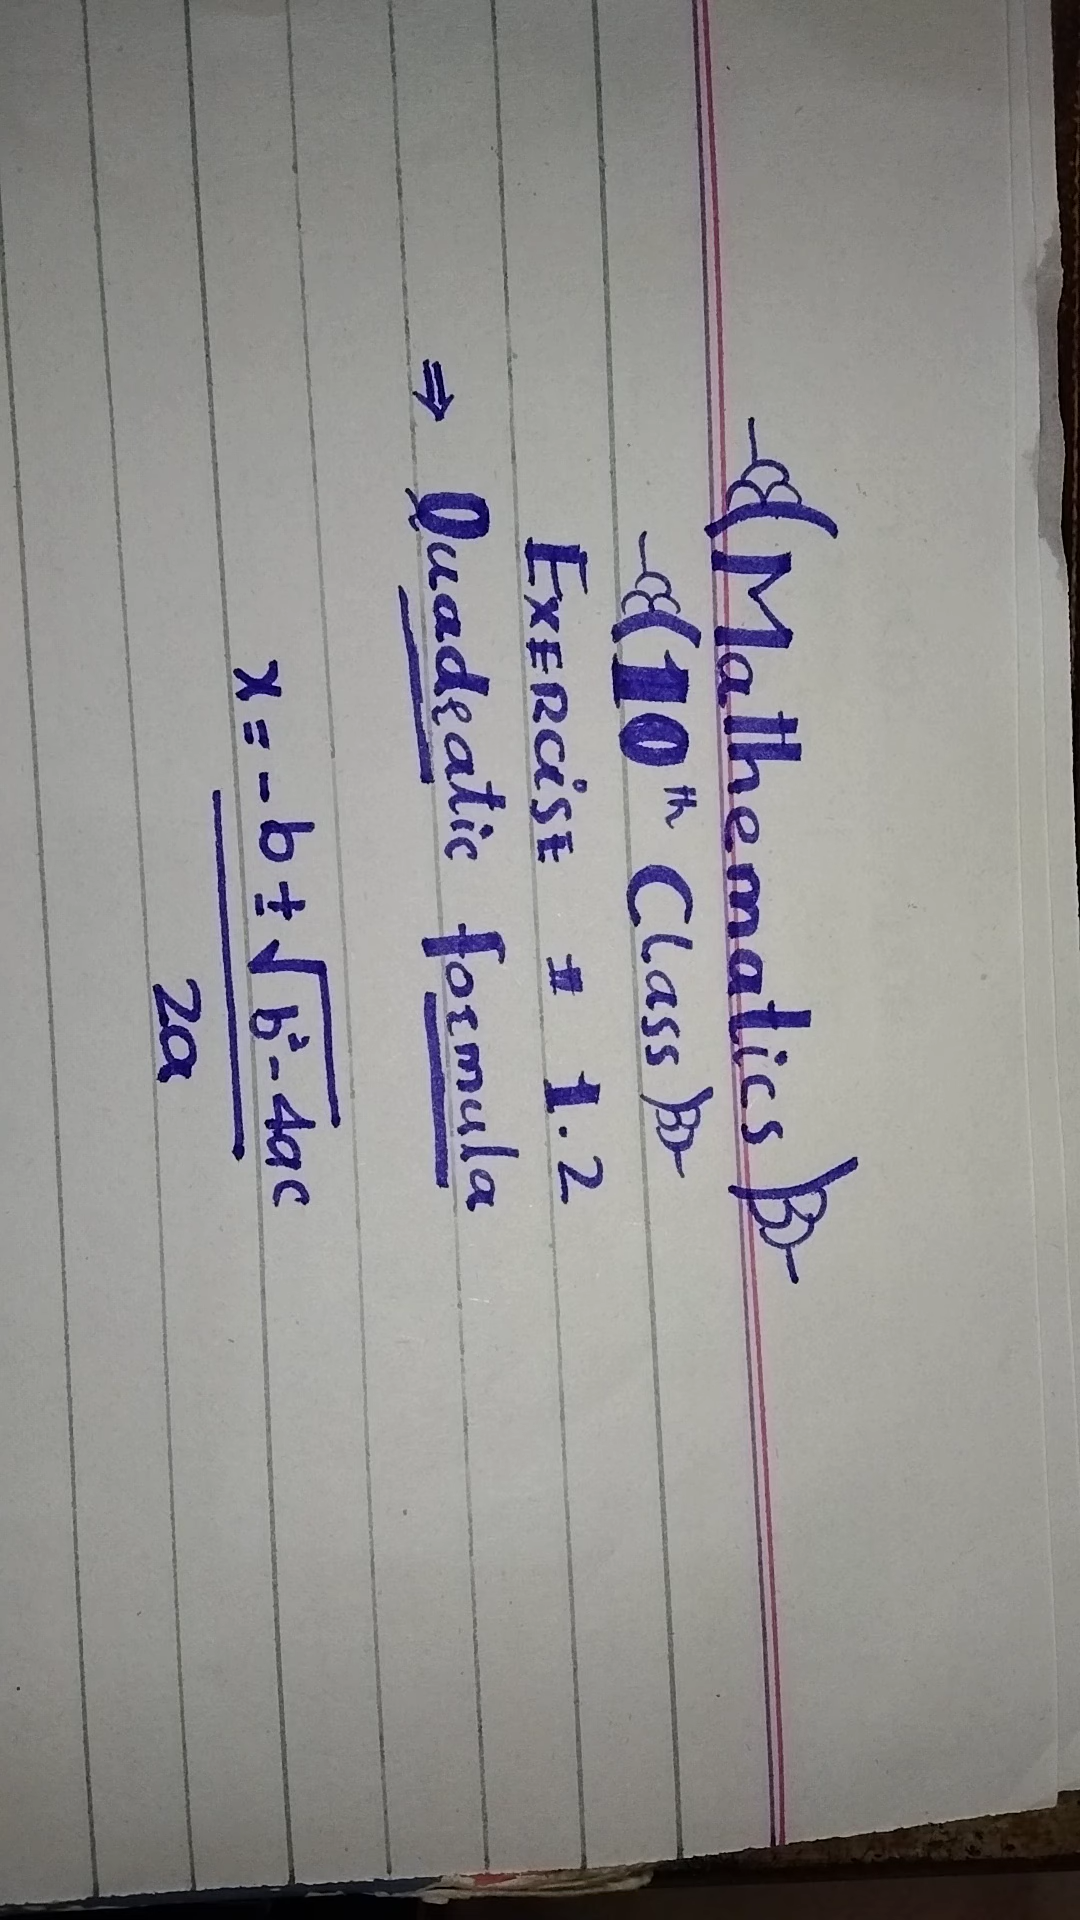 Mathematics
10th Class
Exercise # 1.2
⇒ Quadratic formula
x = -b ± √b²-4ac
2a